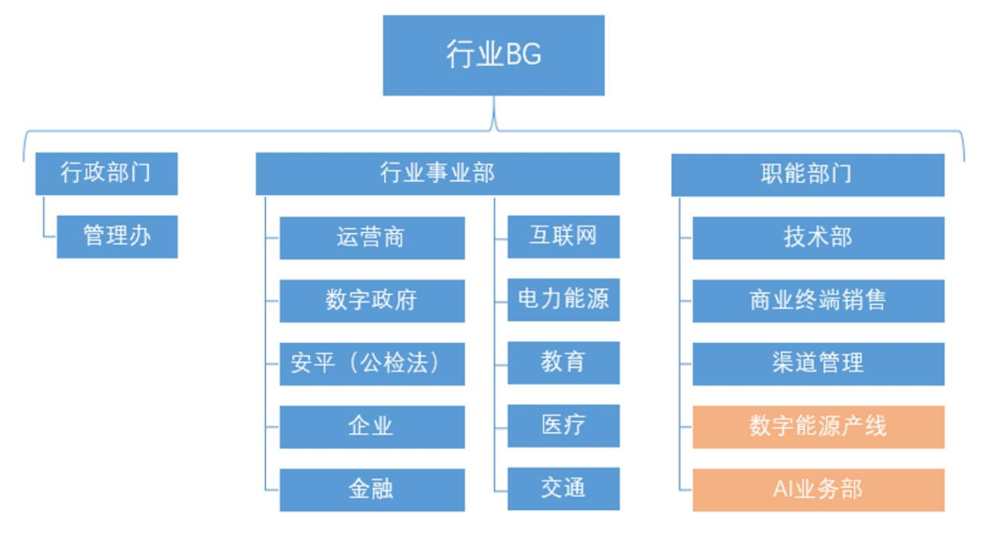 行业BG
行政部门
管理办
行业事业部
运营商
数字政府
安平（公检法）
企业
金融
互联网
电力能源
教育
医疗
交通
职能部门
技术部
商业终端销售
渠道管理
数字能源产线
AI业务部